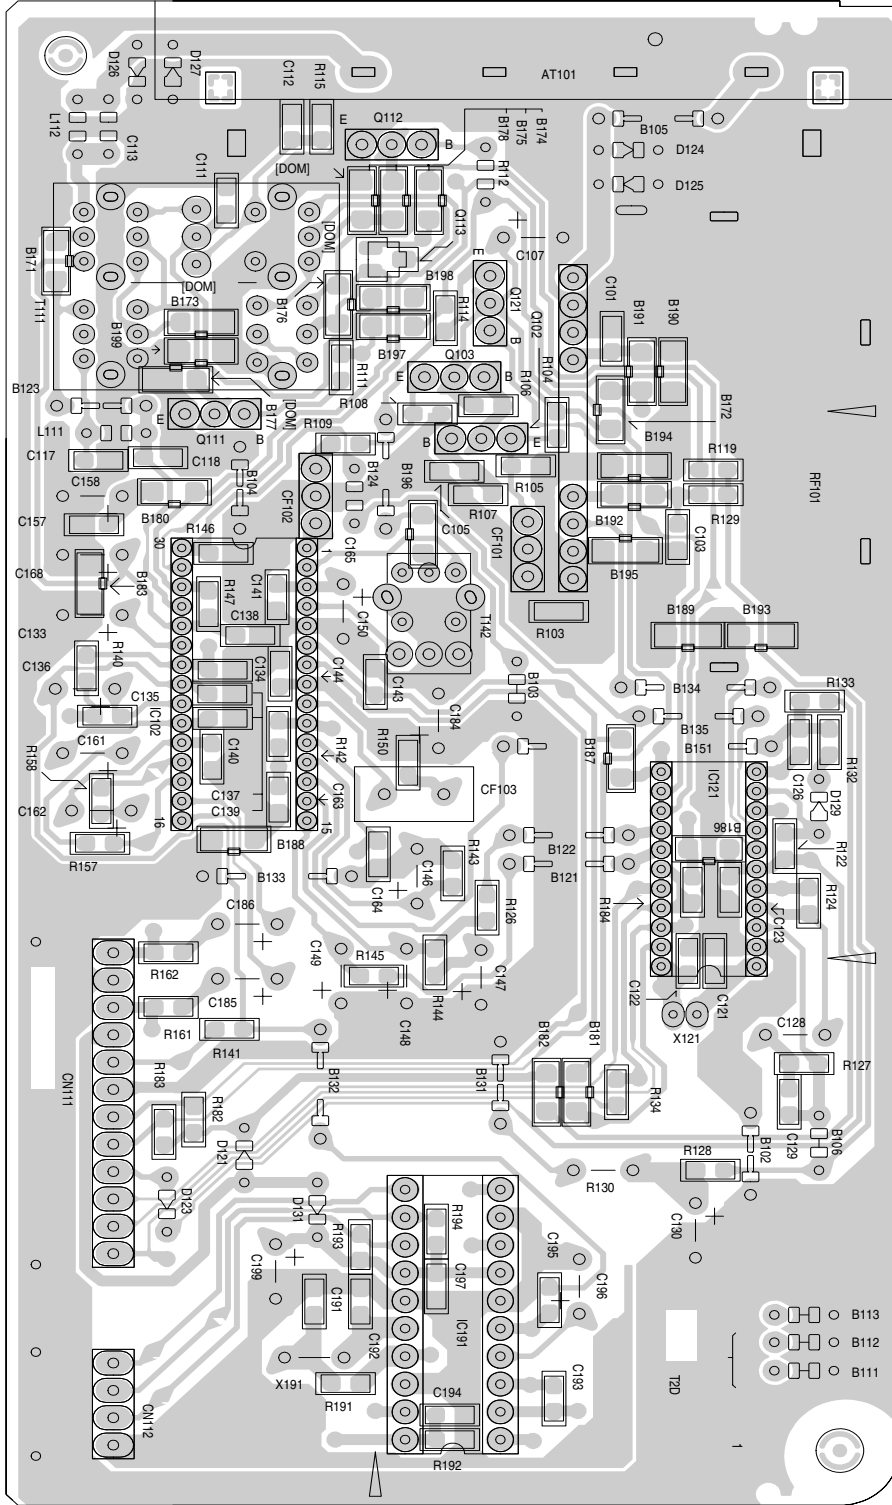 D126
D127
C112
R115
AT101
L112
C113
E
Q112
B
B178
B175
B174
B105
D124
D125
C111
[DOM]
R112
B171
T111
[DOM]
[DOM]
Q113
C107
B173
B199
B176
B198
R114
E
Q121
B
Q102
C101
B191
B190
B197
B123
R111
Q103
E
B
R106
R104
B172
E
Q111
B
B177
[DOM]
R108
R109
B
E
B194
R119
L111
C117
C118
C158
B104
CF102
B124
B196
R105
R107
RF101
C157
B180
C105
CF101
B192
R129
C103
B195
30
R146
1
C165
C168
B183
R147
C141
C138
C150
T142
R103
B189
B193
C133
C136
R140
C134
C144
C143
B103
B134
R133
C135
IC102
C184
B135
C161
R158
C140
R142
R150
B187
B151
IC121
C126
R132
C162
C137
C139
C163
CF103
D129
16
15
B188
B186
R157
B122
R122
B133
C164
C146
R143
B121
C186
R126
R184
R124
C123
R162
C149
R145
R144
C147
C185
C122
C121
R161
R141
C148
X121
C128
CN111
R183
R182
B132
B131
B182
B181
R134
R127
D121
R128
B102
C129
B106
D123
D131
R130
R193
R194
C130
C199
C191
C197
C195
C196
C192
IC191
B113
B112
X191
T2D
B111
R191
C193
CN112
C194
R192
1